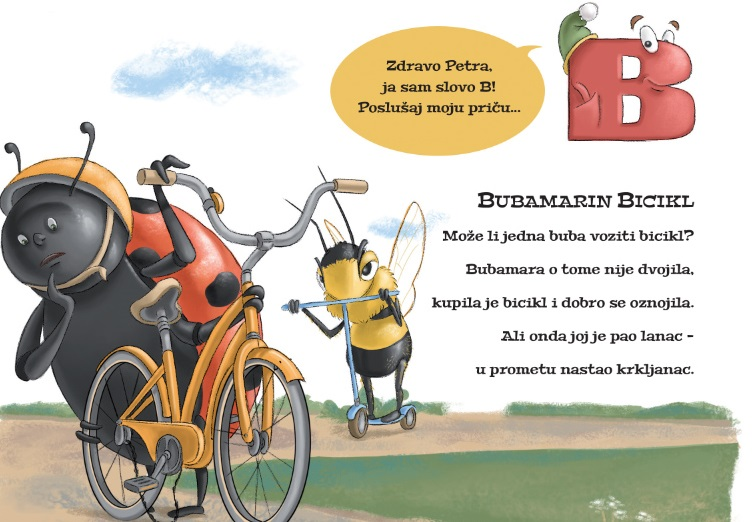 Zdravo Petra,
ja sam slovo B!
Poslušaj moju priču...
B
BUBAMARIN BICIKL
Može li jedna buba voziti bicikl?
Bubamara o tome nije dvojila,
kupila je bicikl i dobro se oznojila.
Ali onda joj je pao lanac -
u prometu nastao krkljanac.